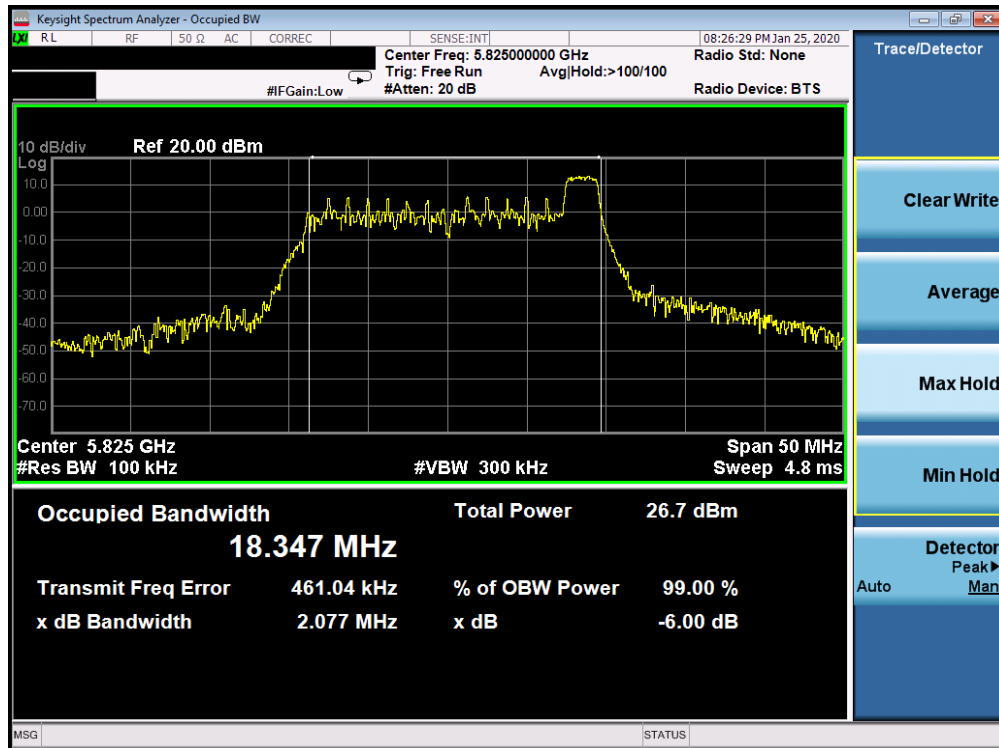 Keysight Spectrum Analyzer - Occupied BW
LXI RL RF 50 Ω AC CORREC SENSE:INT 08:26:29 PM Jan 25, 2020
Center Freq: 5.825000000 GHz Radio Std: None
Trig: Free Run Avg|Hold:>100/100
#IFGain:Low #Atten: 20 dB Radio Device: BTS
10 dB/div Ref 20.00 dBm
Log
10.0
0.00
-10.0
-20.0
-30.0
-40.0
-50.0
-60.0
-70.0
Center 5.825 GHz Span 50 MHz
#Res BW 100 kHz #VBW 300 kHz Sweep 4.8 ms
Occupied Bandwidth Total Power 26.7 dBm
18.347 MHz
Transmit Freq Error 461.04 kHz % of OBW Power 99.00 %
x dB Bandwidth 2.077 MHz x dB -6.00 dB
MSG STATUS
Trace/Detector
Clear Write
Average
Max Hold
Min Hold
Detector
Peak▶
Auto Man